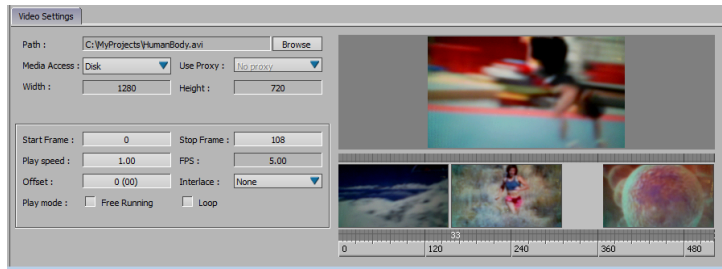 Video Settings
Path : C:\MyProjects\HumanBody.avi Browse
Media Access : Disk Use Proxy : No proxy
Width : 1280 Height : 720
Start Frame : 0 Stop Frame : 108
Play speed : 1.00 FPS : 5.00
Offset : 0 (00) Interlace : None
Play mode : Free Running Loop
33
0 120 240 360 480